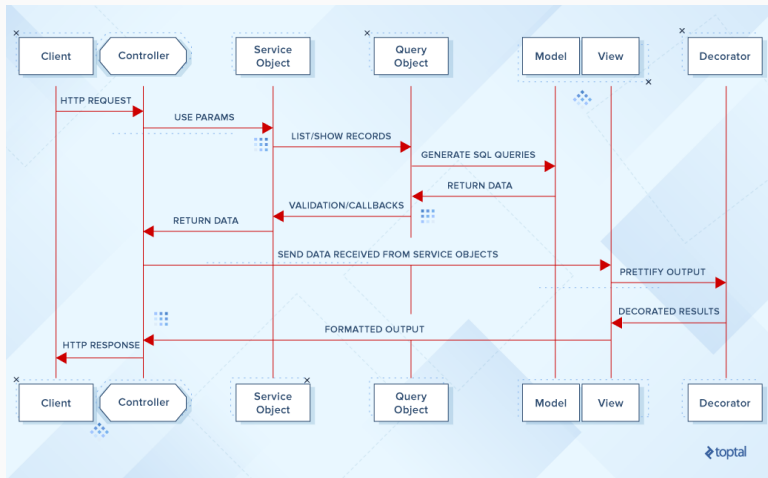 Client
Controller
Service
Object
Query
Object
Model
View
Decorator
HTTP REQUEST
USE PARAMS
LIST/SHOW RECORDS
GENERATE SQL QUERIES
RETURN DATA
VALIDATION/CALLBACKS
RETURN DATA
SEND DATA RECEIVED FROM SERVICE OBJECTS
PRETTIFY OUTPUT
DECORATED RESULTS
FORMATTED OUTPUT
HTTP RESPONSE
Client
Controller
Service
Object
Query
Object
Model
View
Decorator
toptal